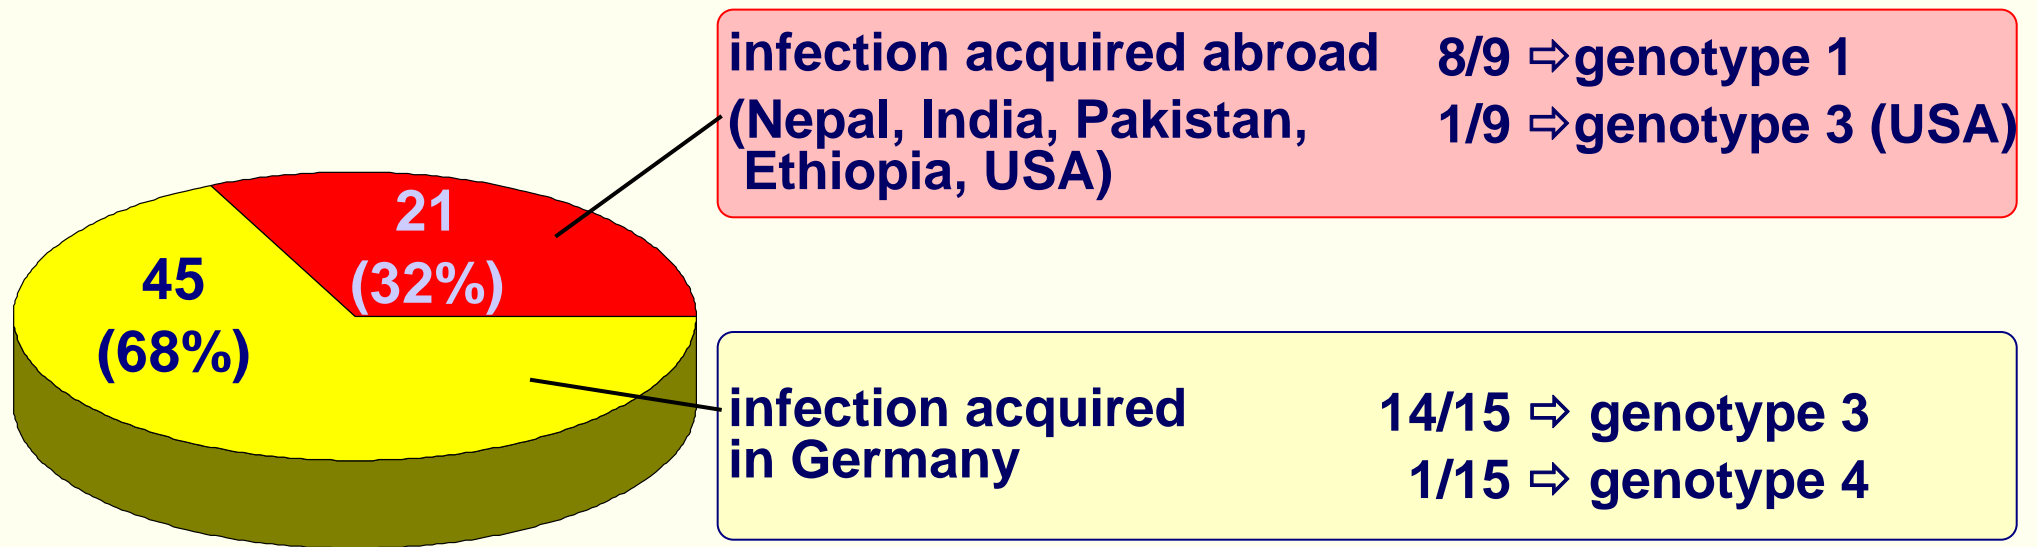 infection acquired abroad 8/9 ⇨genotype 1
(Nepal, India, Pakistan, 1/9 ⇨genotype 3 (USA)
Ethiopia, USA)
21
(32%)
45
(68%)
infection acquired 14/15 ⇨ genotype 3
in Germany 1/15 ⇨ genotype 4